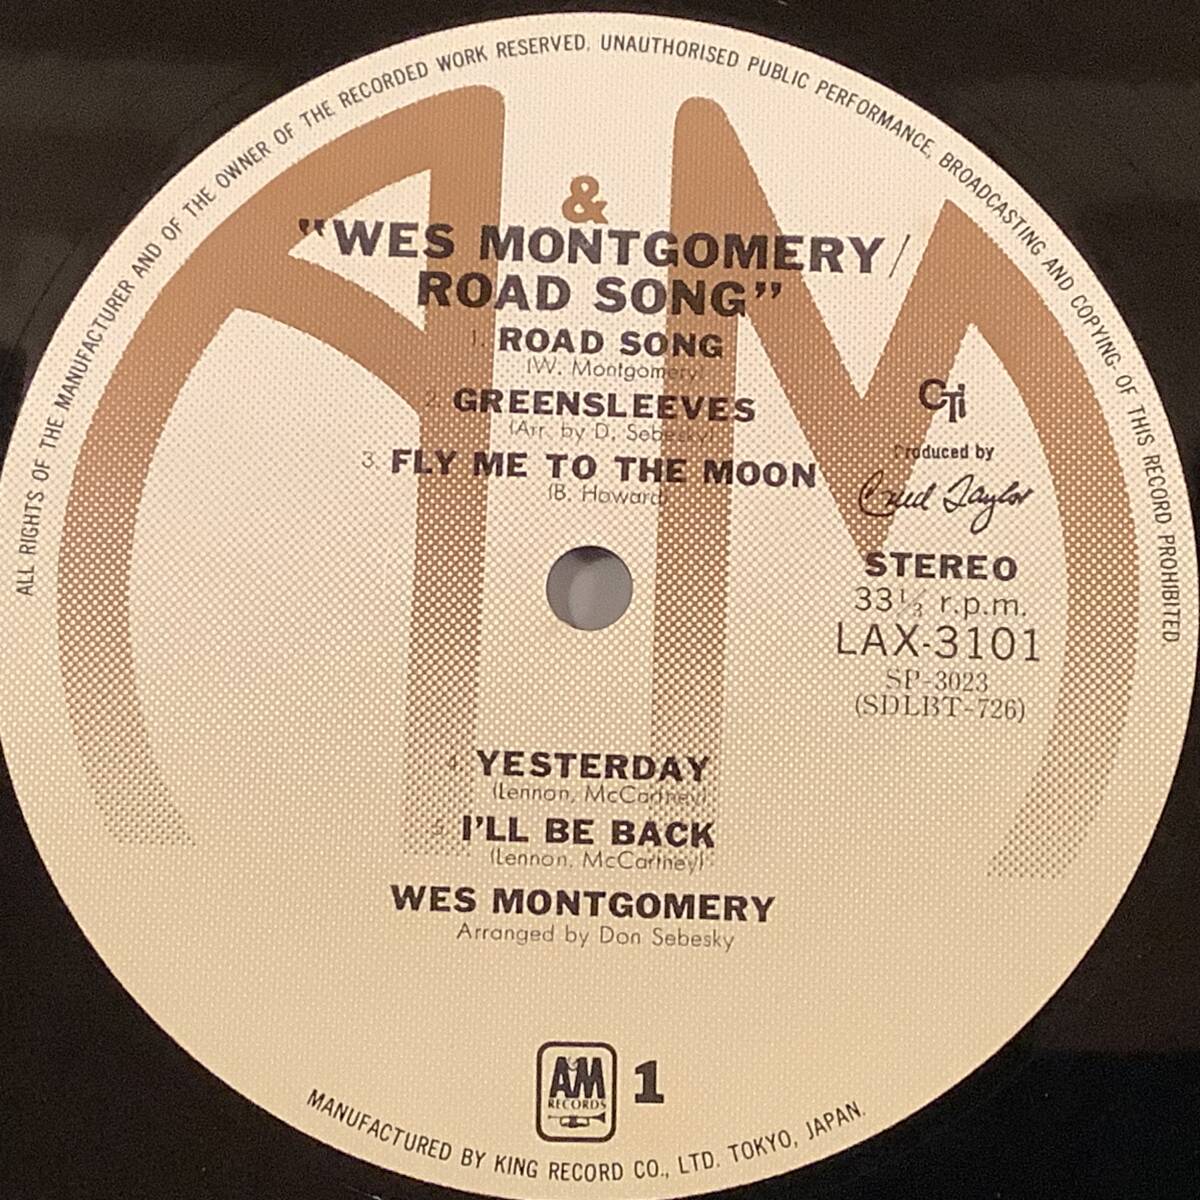 ALL RIGHTS OF THE MANUFACTURER AND OF THE OWNER OF THE RECORDED WORK RESERVED. UNAUTHORISED PUBLIC PERFORMANCE, BROADCASTING AND COPYING OF THIS RECORD PROHIBITED.
A&M
"WES MONTGOMERY/
ROAD SONG"
1. ROAD SONG
(W. Montgomery)
2. GREENSLEEVES
(Arr. by D. Sebesky)
3. FLY ME TO THE MOON
(B. Howard)
CTi
Produced by
Creed Taylor
STEREO
33 1/3 r.p.m.
LAX-3101
SP-3023
(SDLBT-726)
4. YESTERDAY
(Lennon, McCartney)
5. I'LL BE BACK
(Lennon, McCartney)
WES MONTGOMERY
Arranged by Don Sebesky
A&M
RECORDS
1
MANUFACTURED BY KING RECORD CO., LTD. TOKYO, JAPAN.